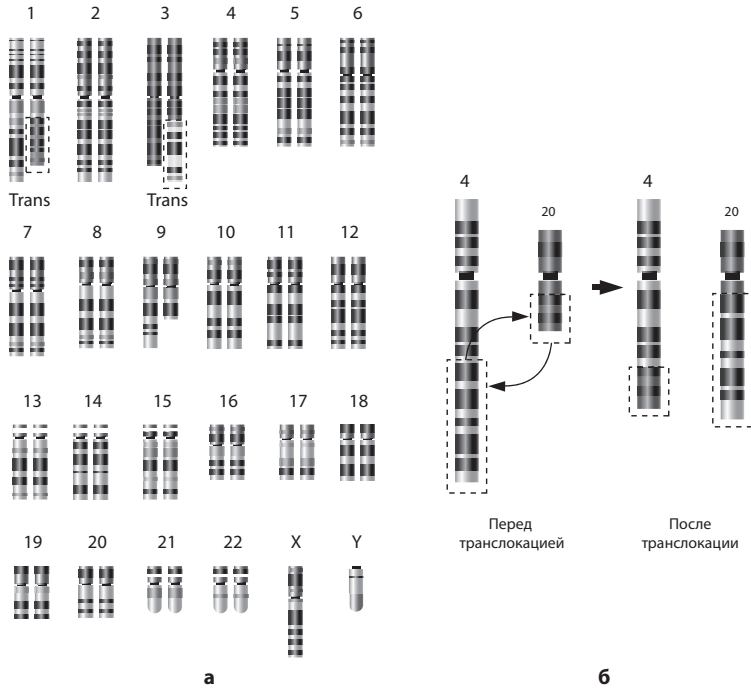 1 2 3 4 5 6
Trans Trans
7 8 9 10 11 12
13 14 15 16 17 18
19 20 21 22 X Y
а
4 20 4 20
Перед
транслокацией
После
транслокации
б